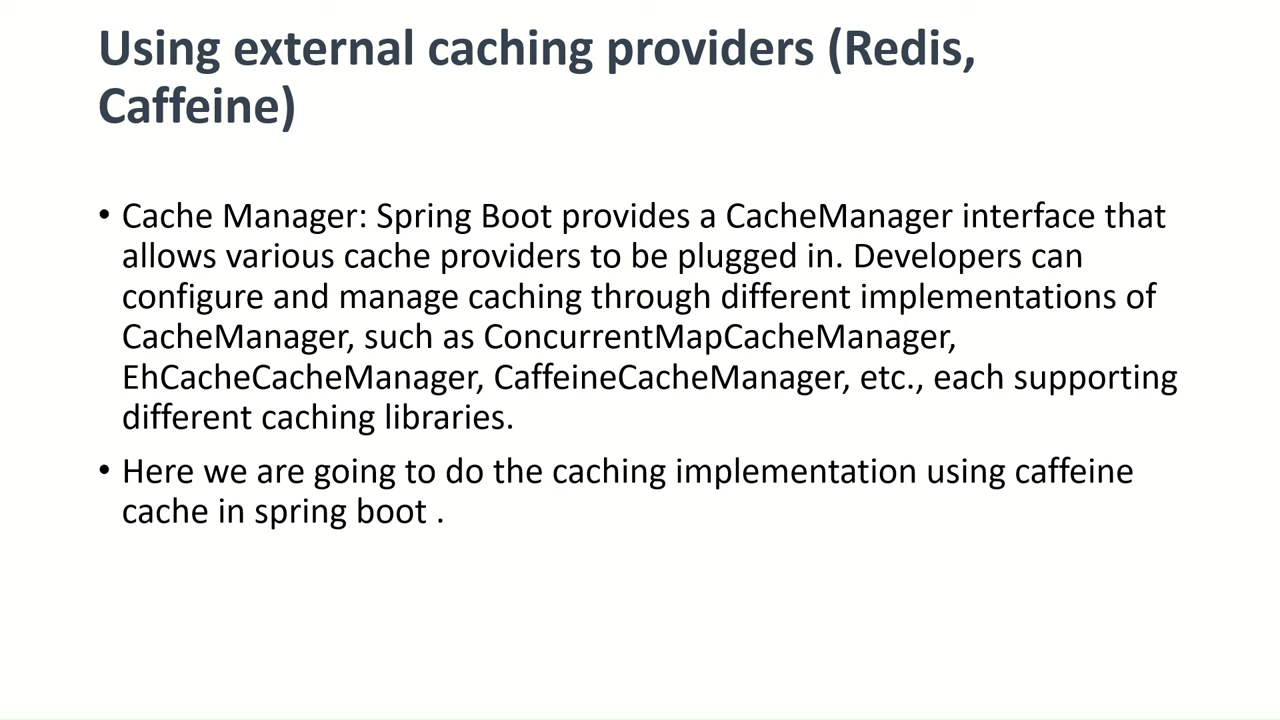 Using external caching providers (Redis,
Caffeine)
• Cache Manager: Spring Boot provides a CacheManager interface that
allows various cache providers to be plugged in. Developers can
configure and manage caching through different implementations of
CacheManager, such as ConcurrentMapCacheManager,
EhCacheCacheManager, CaffeineCacheManager, etc., each supporting
different caching libraries.
• Here we are going to do the caching implementation using caffeine
cache in spring boot .